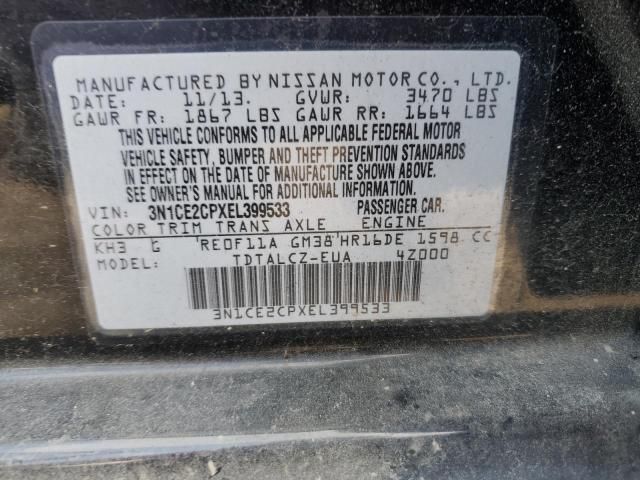 MANUFACTURED BY NISSAN MOTOR CO., LTD.
DATE: 11/13. GVWR: 3470 LBS
GAWR FR: 1867 LBS GAWR RR: 1664 LBS
THIS VEHICLE CONFORMS TO ALL APPLICABLE FEDERAL MOTOR
VEHICLE SAFETY, BUMPER AND THEFT PREVENTION STANDARDS
IN EFFECT ON THE DATE OF MANUFACTURE SHOWN ABOVE.
SEE OWNER'S MANUAL FOR ADDITIONAL INFORMATION.
VIN: 3N1CE2CPXEL399533 PASSENGER CAR.
COLOR TRIM TRANS AXLE ENGINE
KH3 G RE0F11A GM38 HR16DE 1598 CC
MODEL: TDTALCZ-EUA 4Z000
3N1CE2CPXEL399533